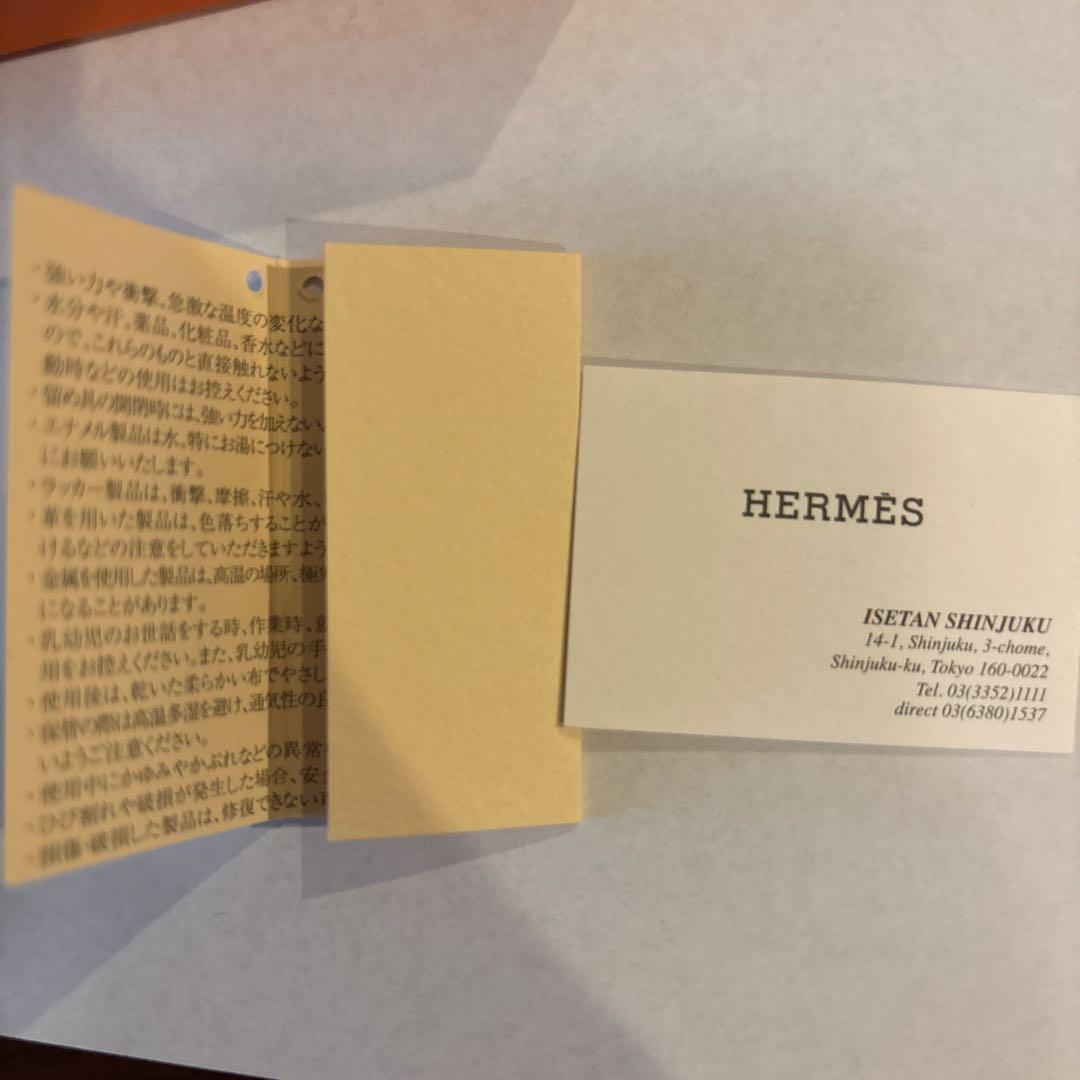 ・強い力や衝撃、急激な温度の変化な
・水分や汗、薬品、化粧品、香水などに
ので、これらのものと直接触れないよう
動時などの使用はお控えください。
・留め具の開閉時には、強い力を加えない、
・エナメル製品は水、特にお湯につけない
にお願いいたします。
・ラッカー製品は、衝撃、摩擦、汗や水、
・革を用いた製品は、色落ちすることが
けるなどの注意をしていただきますよう
・金属を使用した製品は、高温の場所、極寒
になることがあります。
・乳幼児のお世話をする時、作業時、就
用をお控えください。また、乳幼児の手
・使用後は、乾いた柔らかい布でやさし
・保管の際は高温多湿を避け、通気性の良
いようご注意ください。
・使用中にかゆみやかぶれなどの異常
・ひび割れや破損が発生した場合、安全
・損傷・破損した製品は、修復できない可
HERMÈS
ISETAN SHINJUKU
14-1, Shinjuku, 3-chome,
Shinjuku-ku, Tokyo 160-0022
Tel. 03(3352)1111
direct 03(6380)1537